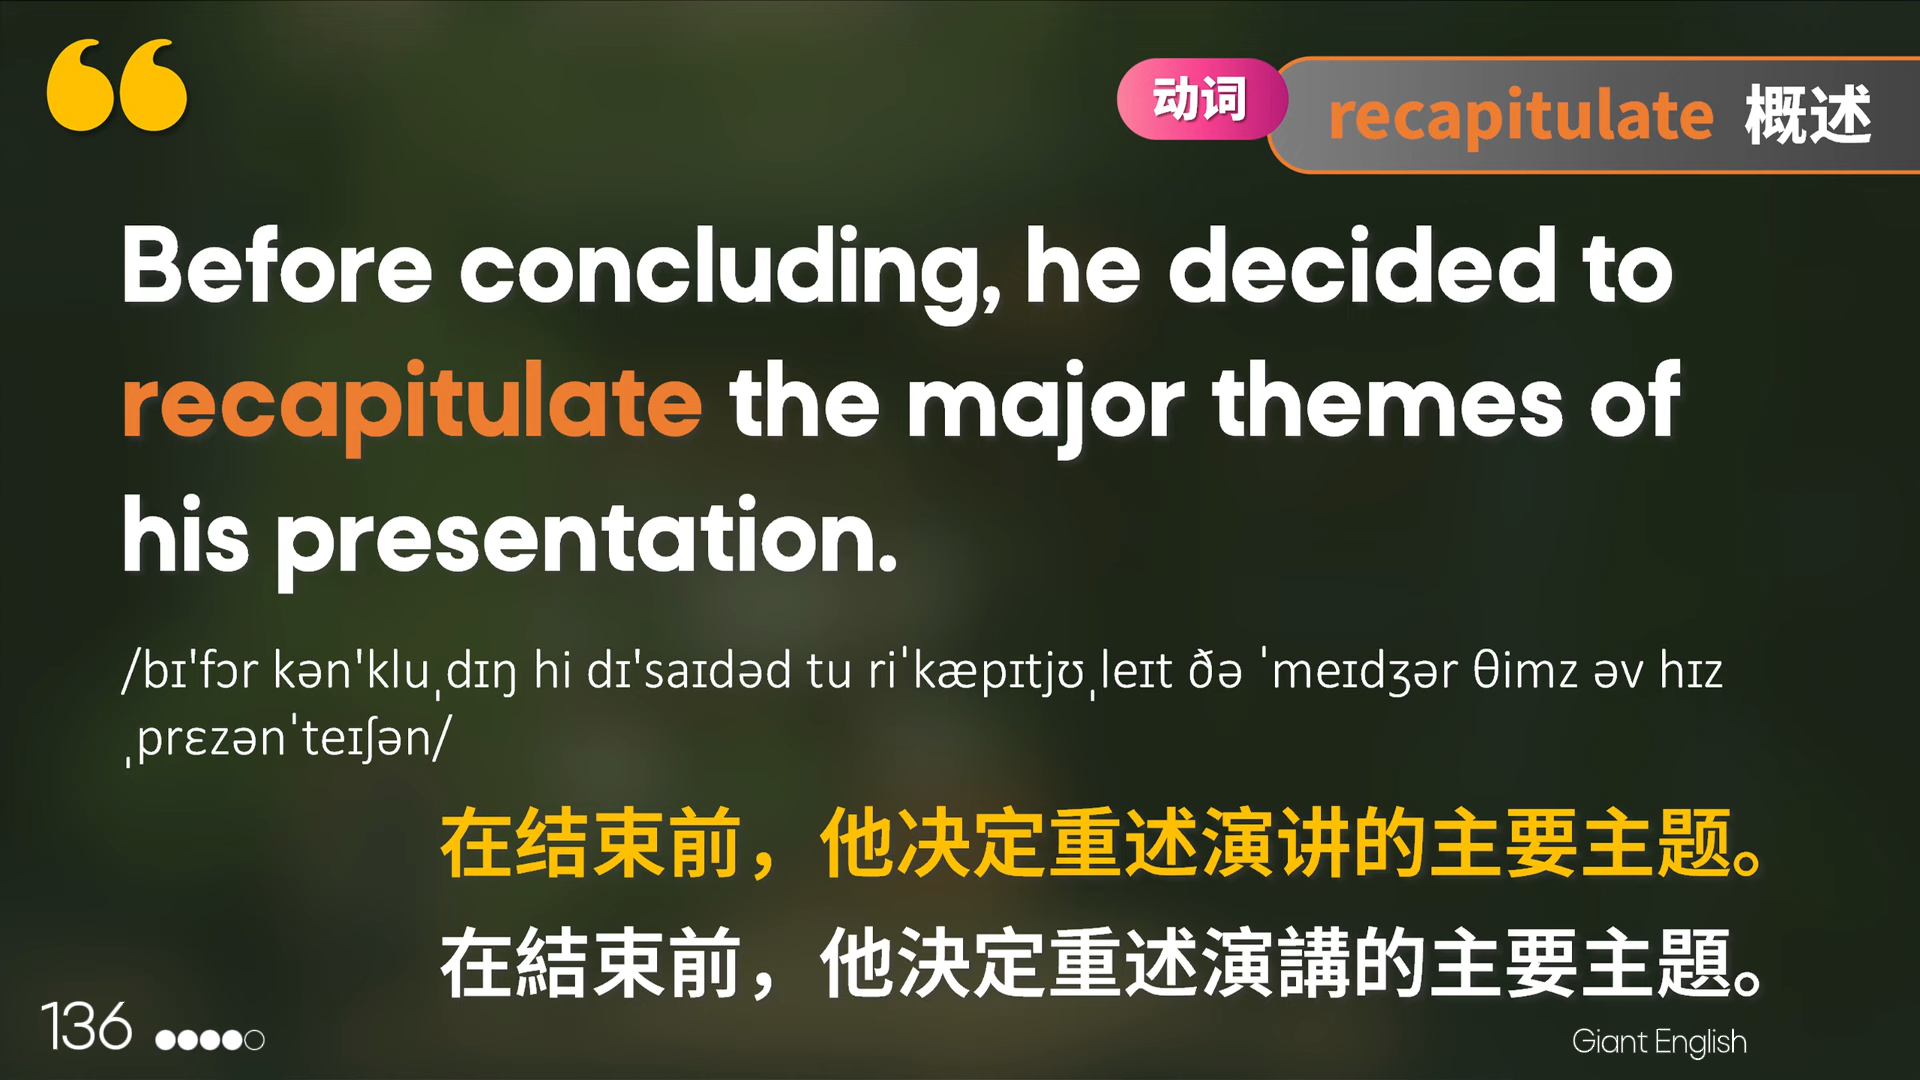 动词
recapitulate 概述
Before concluding, he decided to
recapitulate the major themes of
his presentation.
/bɪ'fɔr kən'kluˌdɪŋ hi dɪ'saɪdəd tu riˈkæpɪtjʊˌleɪt ðə ˈmeɪdʒər θimz əv hɪz
ˌprɛzənˈteɪʃən/
在结束前，他决定重述演讲的主要主题。
在結束前，他決定重述演講的主要主題。
136
Giant English